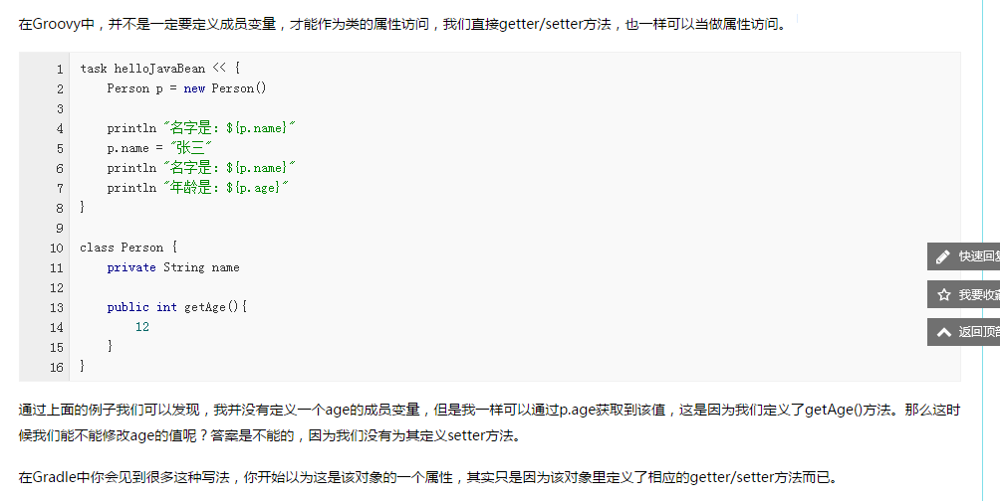 在Groovy中，并不是一定要定义成员变量，才能作为类的属性访问，我们直接getter/setter方法，也一样可以当做属性访问。
1 task helloJavaBean << {
2     Person p = new Person()
3
4     println "名字是：${p.name}"
5     p.name = "张三"
6     println "名字是：${p.name}"
7     println "年龄是：${p.age}"
8 }
9
10 class Person {
11     private String name
12
13     public int getAge(){
14         12
15     }
16 }
快速回复
我要收藏
返回顶部
通过上面的例子我们可以发现，我并没有定义一个age的成员变量，但是我一样可以通过p.age获取到该值，这是因为我们定义了getAge()方法。那么这时
候我们能不能修改age的值呢？答案是不能的，因为我们没有为其定义setter方法。
在Gradle中你会见到很多这种写法，你开始以为这是该对象的一个属性，其实只是因为该对象里定义了相应的getter/setter方法而已。